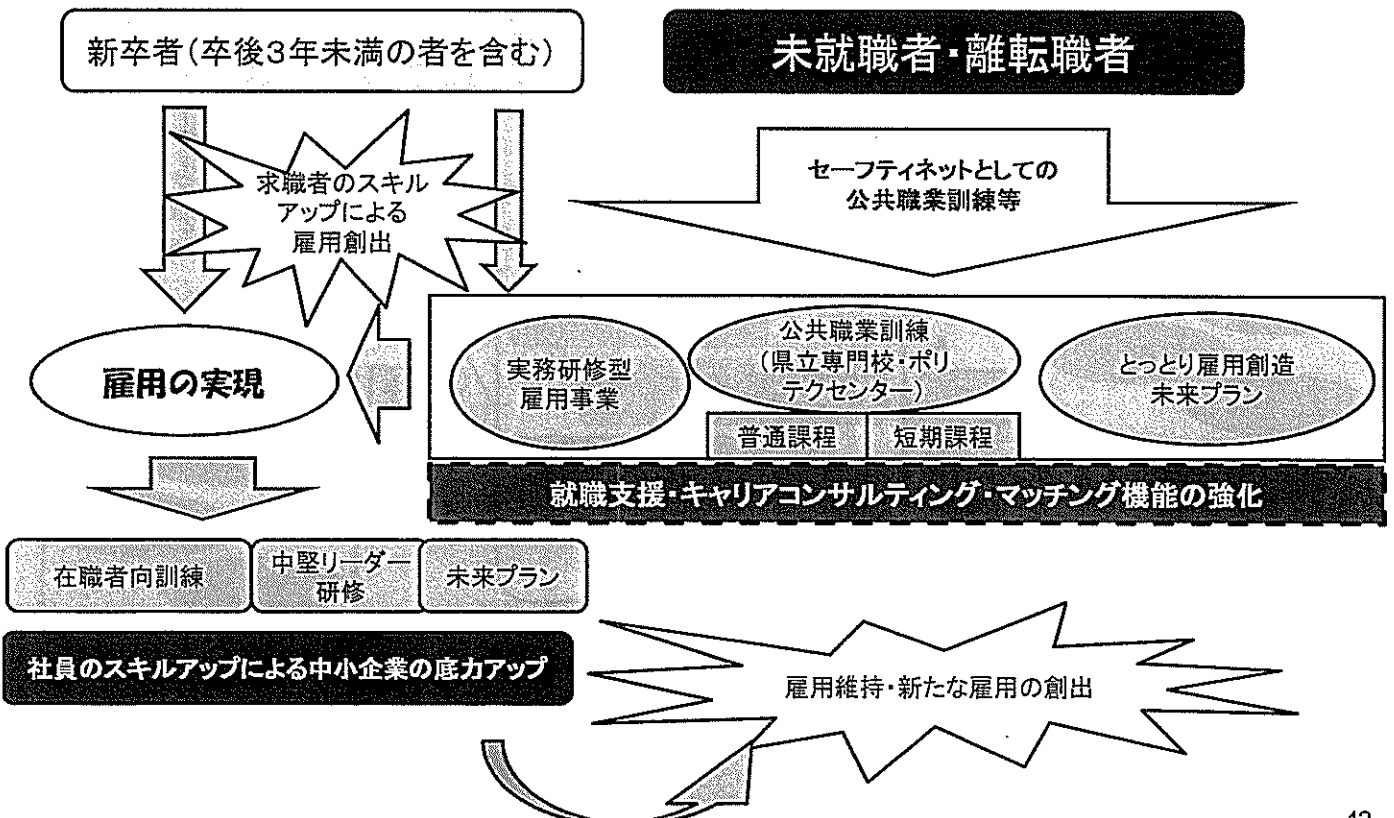 新卒者(卒後3年未満の者を含む)
未就職者・離転職者
求職者のスキル
アップによる
雇用創出
セーフティネットとしての
公共職業訓練等
雇用の実現
実務研修型
雇用事業
公共職業訓練
(県立専門校・ポリ
テクセンター)
普通課程
短期課程
とっとり雇用創造
未来プラン
就職支援・キャリアコンサルティング・マッチング機能の強化
在職者向訓練
中堅リーダー
研修
未来プラン
社員のスキルアップによる中小企業の底力アップ
雇用維持・新たな雇用の創出